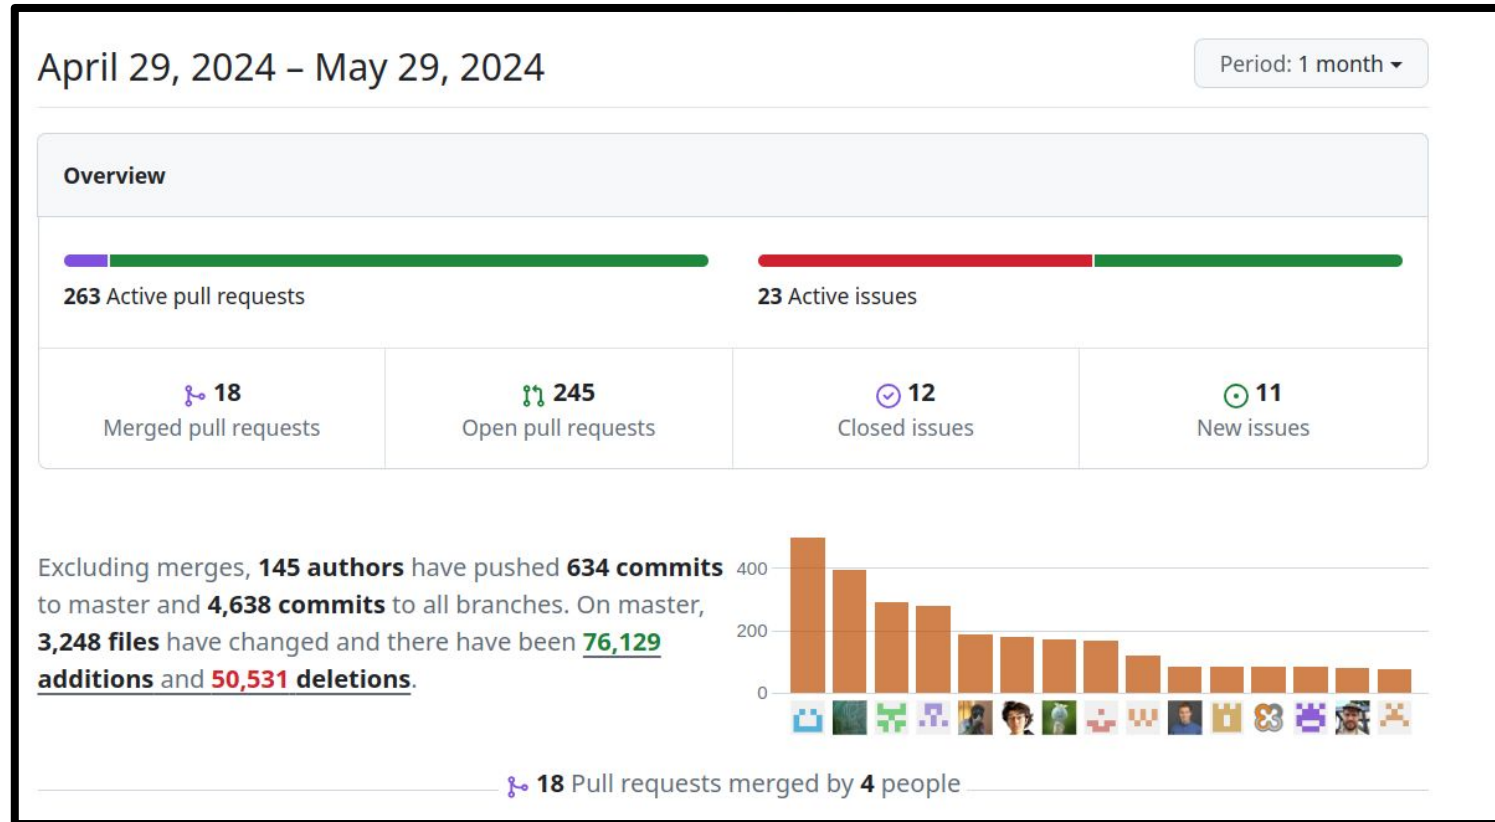 April 29, 2024 – May 29, 2024
Period: 1 month
Overview
263 Active pull requests
23 Active issues
18
Merged pull requests
245
Open pull requests
12
Closed issues
11
New issues
Excluding merges, 145 authors have pushed 634 commits
to master and 4,638 commits to all branches. On master,
3,248 files have changed and there have been 76,129
additions and 50,531 deletions.
400
200
0
18 Pull requests merged by 4 people